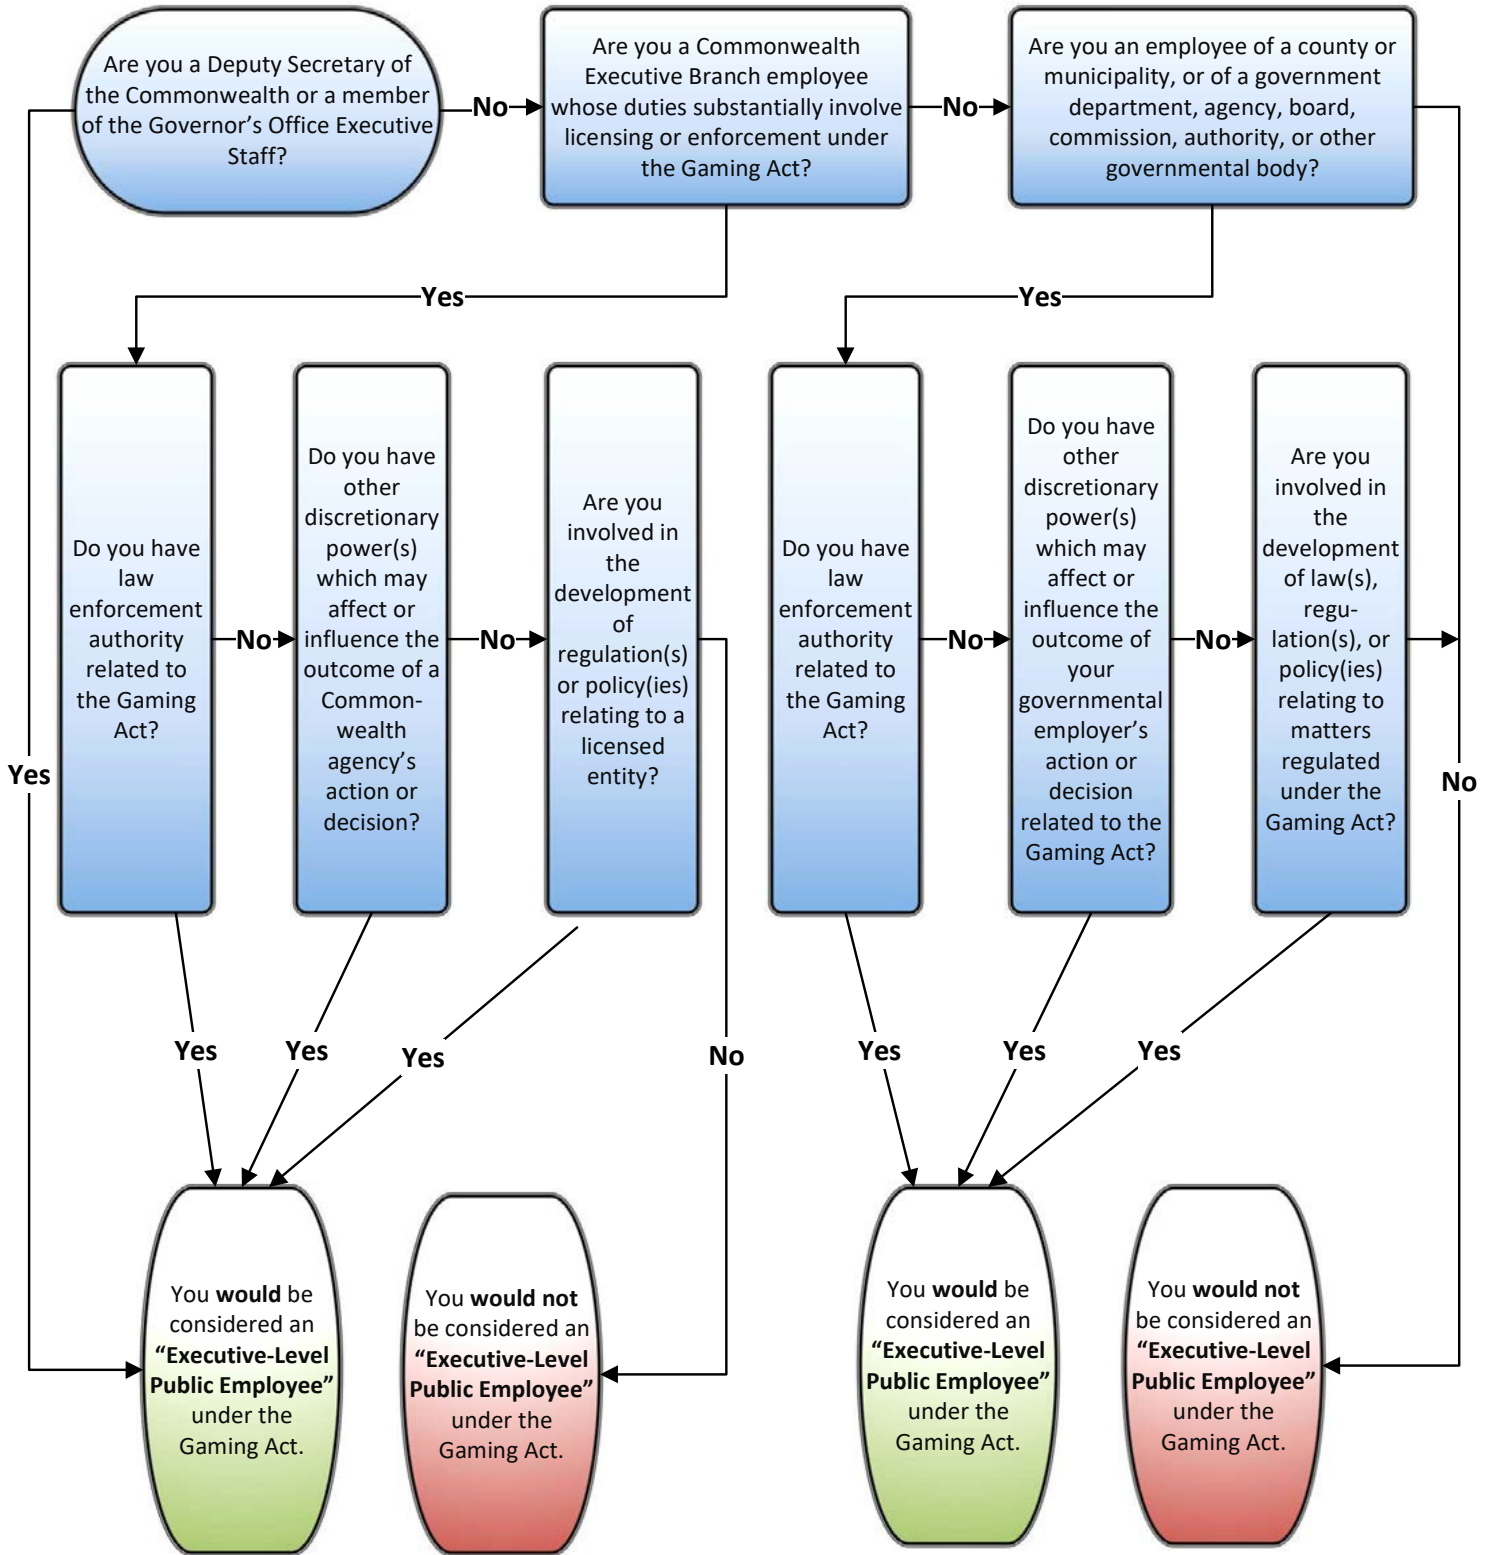 Are you a Deputy Secretary of
the Commonwealth or a member
of the Governor’s Office Executive
Staff?
No
Are you a Commonwealth
Executive Branch employee
whose duties substantially involve
licensing or enforcement under
the Gaming Act?
No
Are you an employee of a county or
municipality, or of a government
department, agency, board,
commission, authority, or other
governmental body?
Yes
Yes
Do you have
law
enforcement
authority
related to
the Gaming
Act?
No
Do you have
other
discretionary
power(s)
which may
affect or
influence the
outcome of a
Common-
wealth
agency’s
action or
decision?
No
Are you
involved in
the
development
of
regulation(s)
or policy(ies)
relating to a
licensed
entity?
Do you have
law
enforcement
authority
related to
the Gaming
Act?
No
Do you have
other
discretionary
power(s)
which may
affect or
influence the
outcome of
your
governmental
employer’s
action or
decision
related to the
Gaming Act?
No
Are you
involved in
the
development
of law(s),
regu-
lation(s), or
policy(ies)
relating to
matters
regulated
under the
Gaming Act?
Yes
No
Yes
Yes
Yes
No
Yes
Yes
Yes
You would be
considered an
“Executive-Level
Public Employee”
under the
Gaming Act.
You would not
be considered an
“Executive-Level
Public Employee”
under the
Gaming Act.
You would be
considered an
“Executive-Level
Public Employee”
under the
Gaming Act.
You would not
be considered an
“Executive-Level
Public Employee”
under the
Gaming Act.